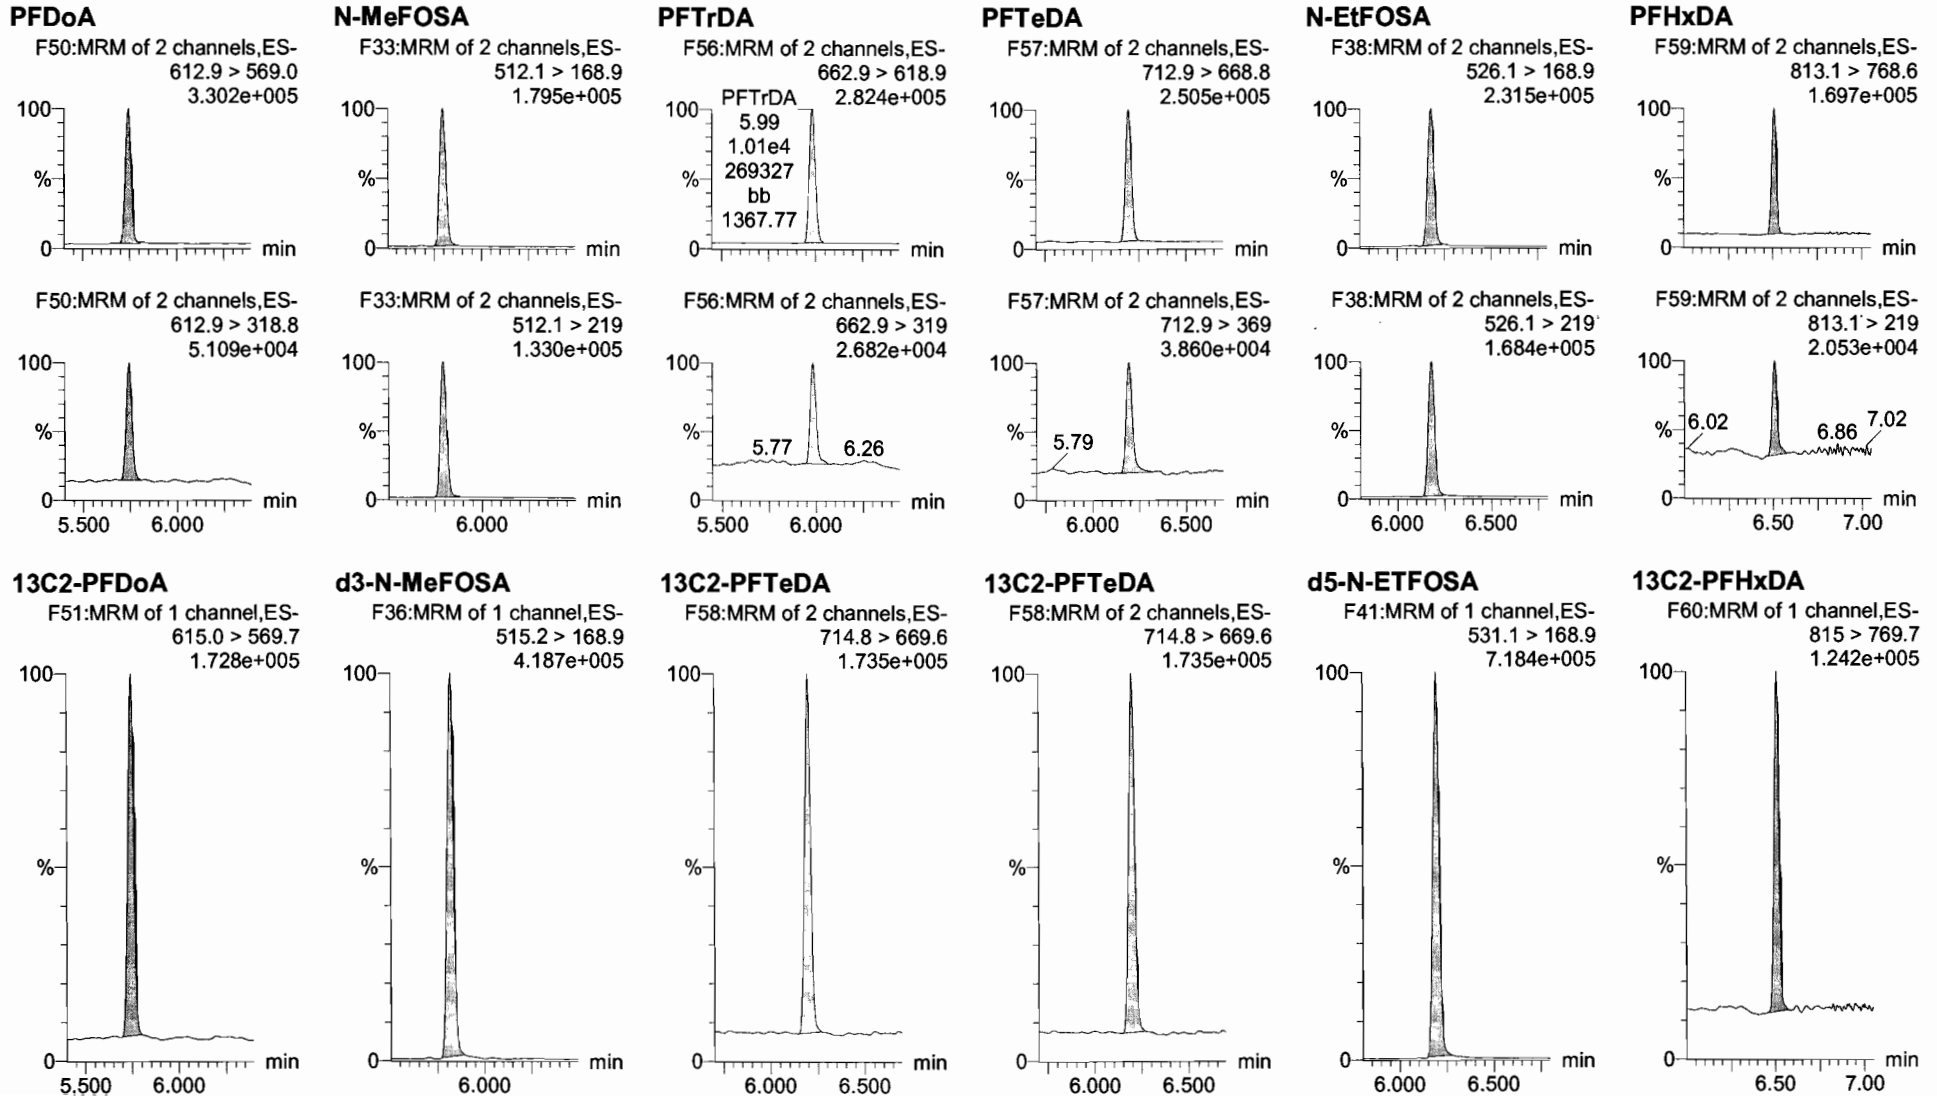 PFDoA
F50:MRM of 2 channels,ES-
612.9 > 569.0
3.302e+005
100
%
0
min
F50:MRM of 2 channels,ES-
612.9 > 318.8
5.109e+004
100
%
0
min
5.500 6.000
N-MeFOSA
F33:MRM of 2 channels,ES-
512.1 > 168.9
1.795e+005
100
%
0
min
F33:MRM of 2 channels,ES-
512.1 > 219
1.330e+005
100
%
0
min
6.000
PFTrDA
F56:MRM of 2 channels,ES-
662.9 > 618.9
2.824e+005
100
PFTrDA
5.99
1.01e4
269327
bb
1367.77
%
0
min
F56:MRM of 2 channels,ES-
662.9 > 319
2.682e+004
100
%
5.77 6.26
0
min
5.500 6.000
PFTeDA
F57:MRM of 2 channels,ES-
712.9 > 668.8
2.505e+005
100
%
0
min
F57:MRM of 2 channels,ES-
712.9 > 369
3.860e+004
100
%
5.79
0
min
6.000 6.500
N-EtFOSA
F38:MRM of 2 channels,ES-
526.1 > 168.9
2.315e+005
100
%
0
min
F38:MRM of 2 channels,ES-
526.1 > 219
1.684e+005
100
%
0
min
6.000 6.500
PFHxDA
F59:MRM of 2 channels,ES-
813.1 > 768.6
1.697e+005
100
%
0
min
F59:MRM of 2 channels,ES-
813.1 > 219
2.053e+004
100
%
6.02 6.86 7.02
0
min
6.50 7.00
13C2-PFDoA
F51:MRM of 1 channel,ES-
615.0 > 569.7
1.728e+005
100
%
0
min
5.500 6.000
d3-N-MeFOSA
F36:MRM of 1 channel,ES-
515.2 > 168.9
4.187e+005
100
%
0
min
6.000
13C2-PFTeDA
F58:MRM of 2 channels,ES-
714.8 > 669.6
1.735e+005
100
%
0
min
6.000 6.500
13C2-PFTeDA
F58:MRM of 2 channels,ES-
714.8 > 669.6
1.735e+005
100
%
0
min
6.000 6.500
d5-N-ETFOSA
F41:MRM of 1 channel,ES-
531.1 > 168.9
7.184e+005
100
%
0
min
6.000 6.500
13C2-PFHxDA
F60:MRM of 1 channel,ES-
815 > 769.7
1.242e+005
100
%
0
min
6.50 7.00